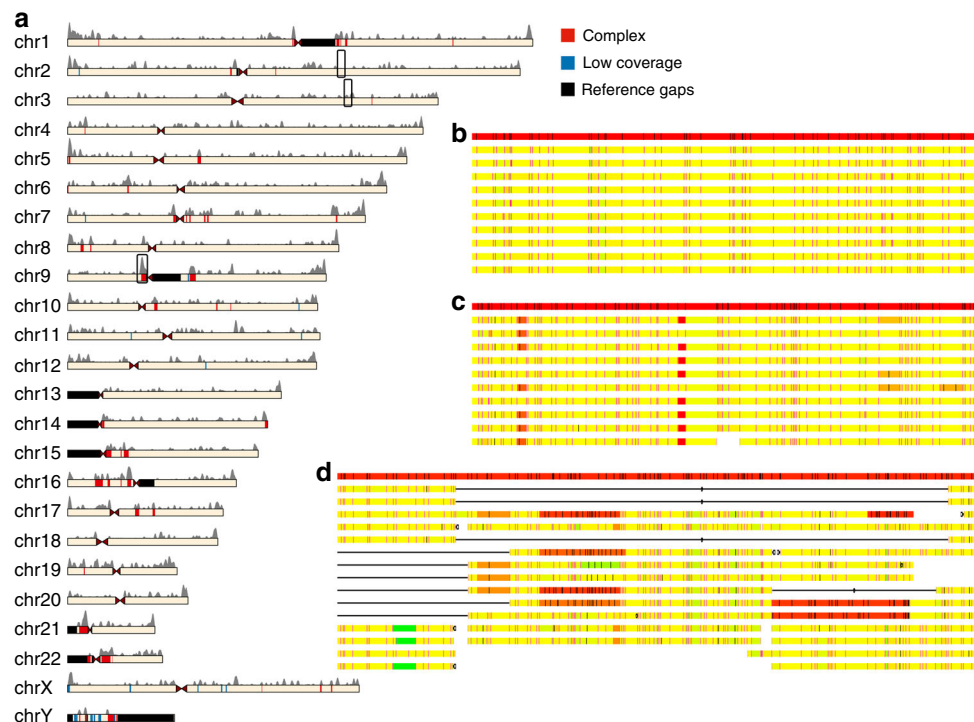 a
chr1
chr2
chr3
chr4
chr5
chr6
chr7
chr8
chr9
chr10
chr11
chr12
chr13
chr14
chr15
chr16
chr17
chr18
chr19
chr20
chr21
chr22
chrX
chrY
Complex
Low coverage
Reference gaps
b
c
d